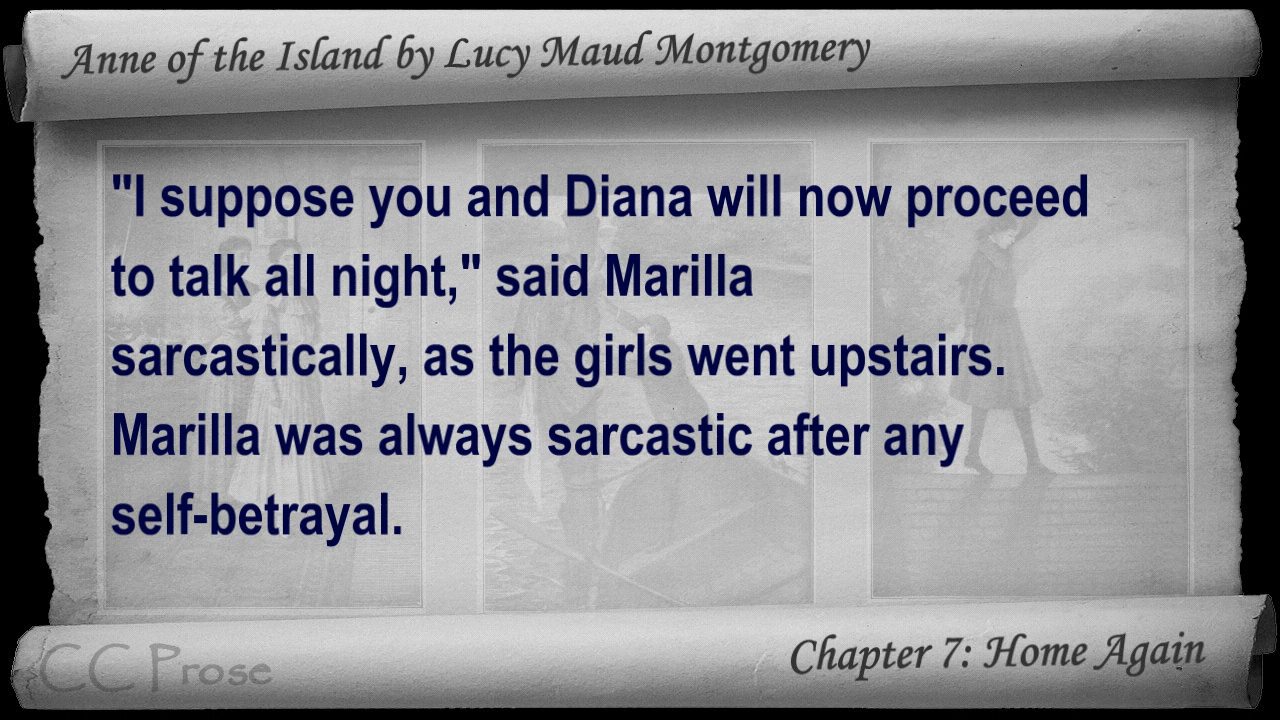 Anne of the Island by Lucy Maud Montgomery
"I suppose you and Diana will now proceed
to talk all night," said Marilla
sarcastically, as the girls went upstairs.
Marilla was always sarcastic after any
self-betrayal.
CC Prose
Chapter 7: Home Again